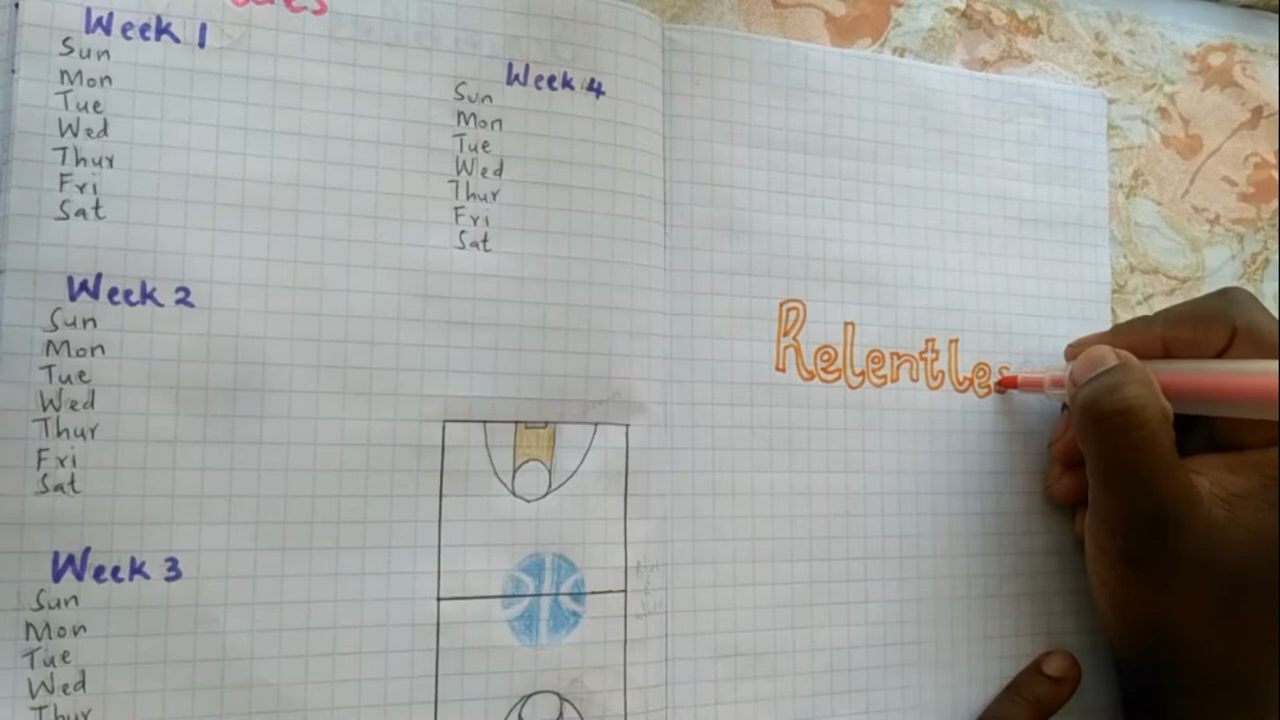 Week 1
Sun
Mon
Tue
Wed
Thur
Fri
Sat
Week 2
Sun
Mon
Tue
Wed
Thur
Fri
Sat
Week 3
Sun
Mon
Tue
Wed
Thur
Week 4
Sun
Mon
Tue
Wed
Thur
Fri
Sat
Relentles